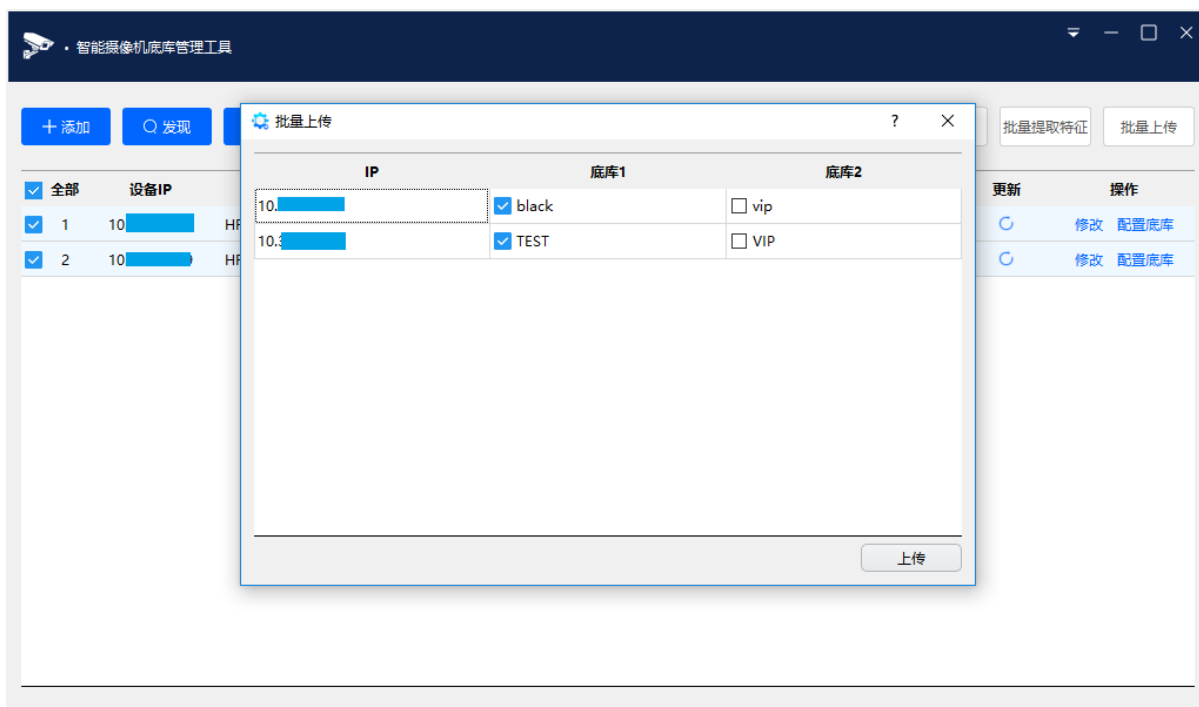 · 智能摄像机底库管理工具
添加 发现 批量提取特征 批量上传
批量上传 ?
IP 底库1 底库2
10. black vip
10. TEST VIP
上传
全部 设备IP 更新 操作
1 10 修改 配置底库
2 10 修改 配置底库